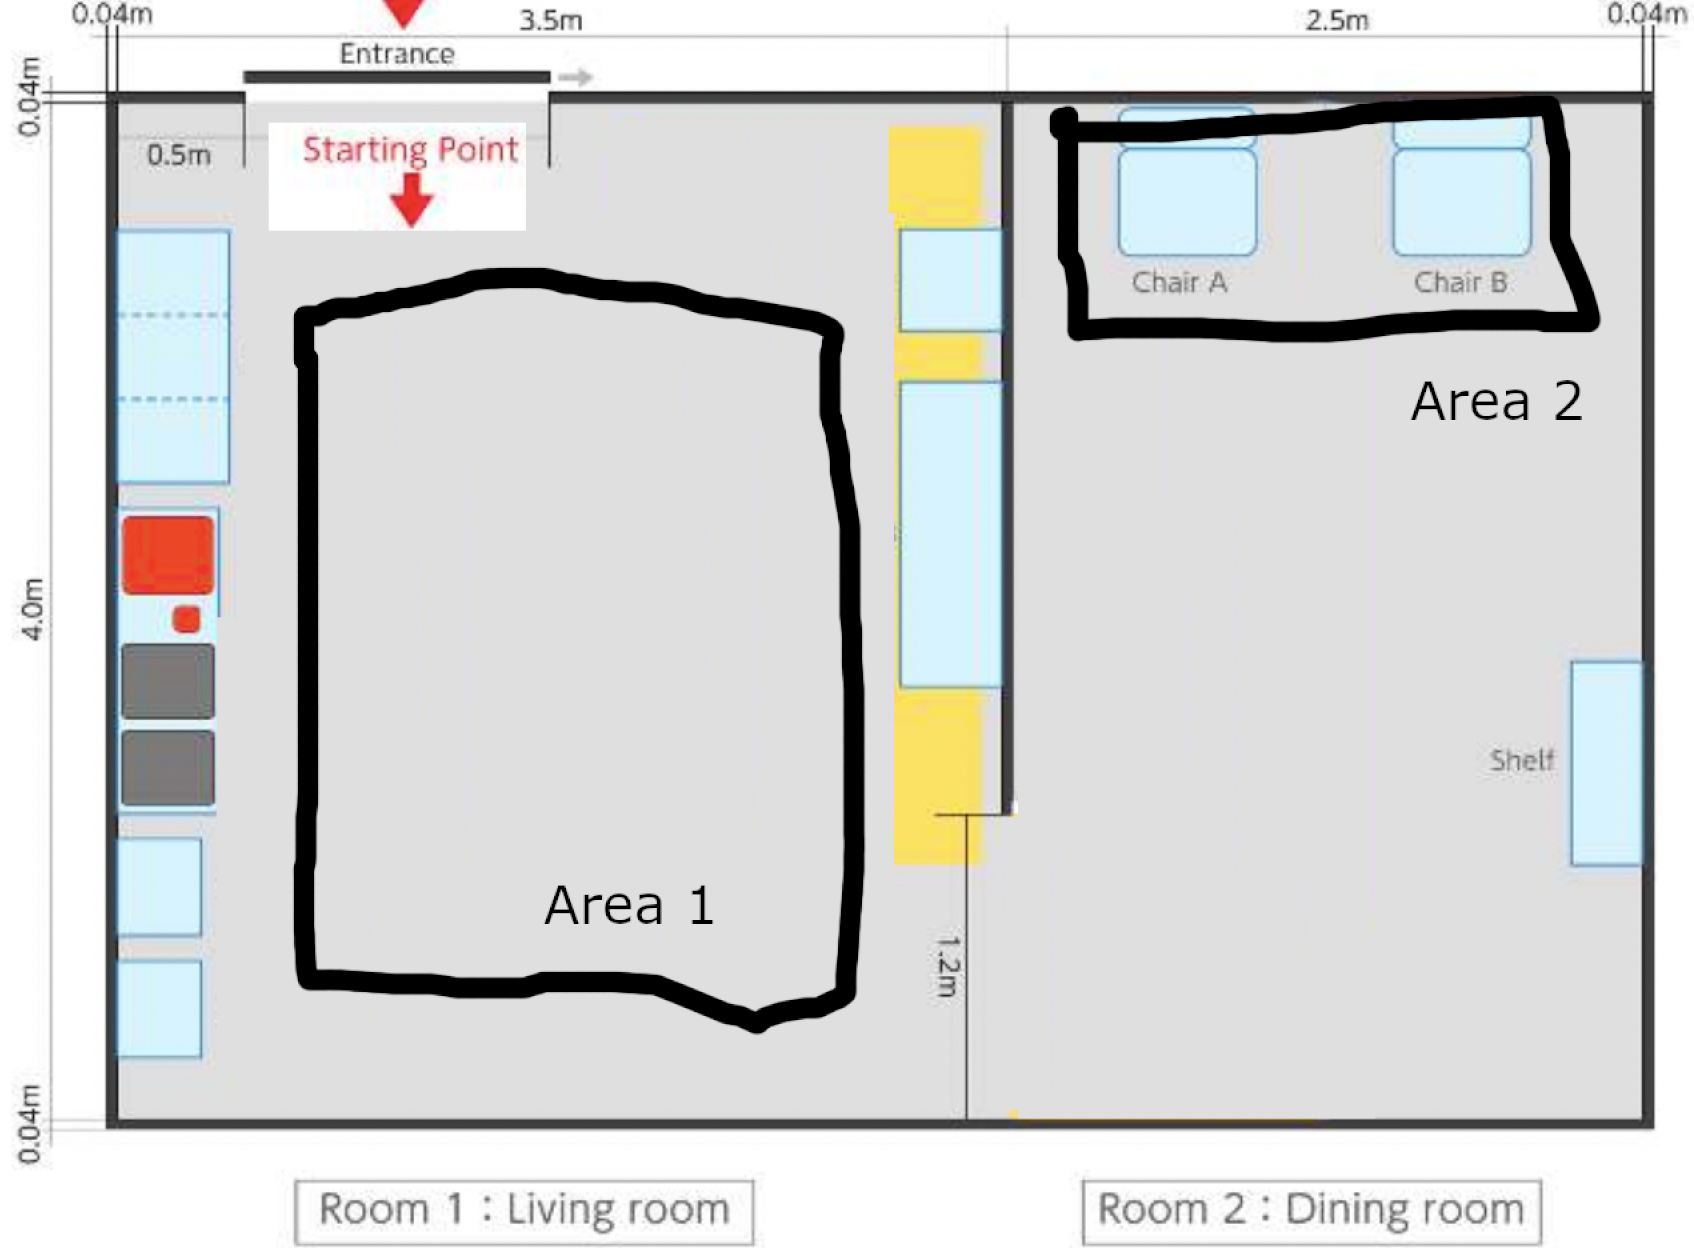 0.04m
3.5m
2.5m
0.04m
Entrance
0.04m
0.5m
Starting Point
Chair A
Chair B
Area 2
4.0m
Shelf
Area 1
1.2m
0.04m
Room 1：Living room
Room 2：Dining room